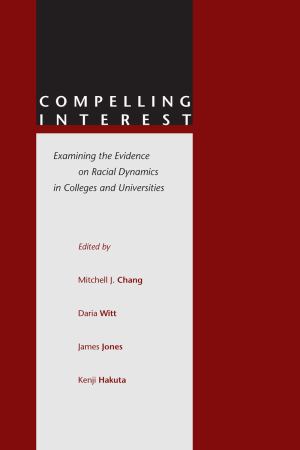 COMPELLING
INTEREST
Examining the Evidence
on Racial Dynamics
in Colleges and Universities
Edited by
Mitchell J. Chang
Daria Witt
James Jones
Kenji Hakuta